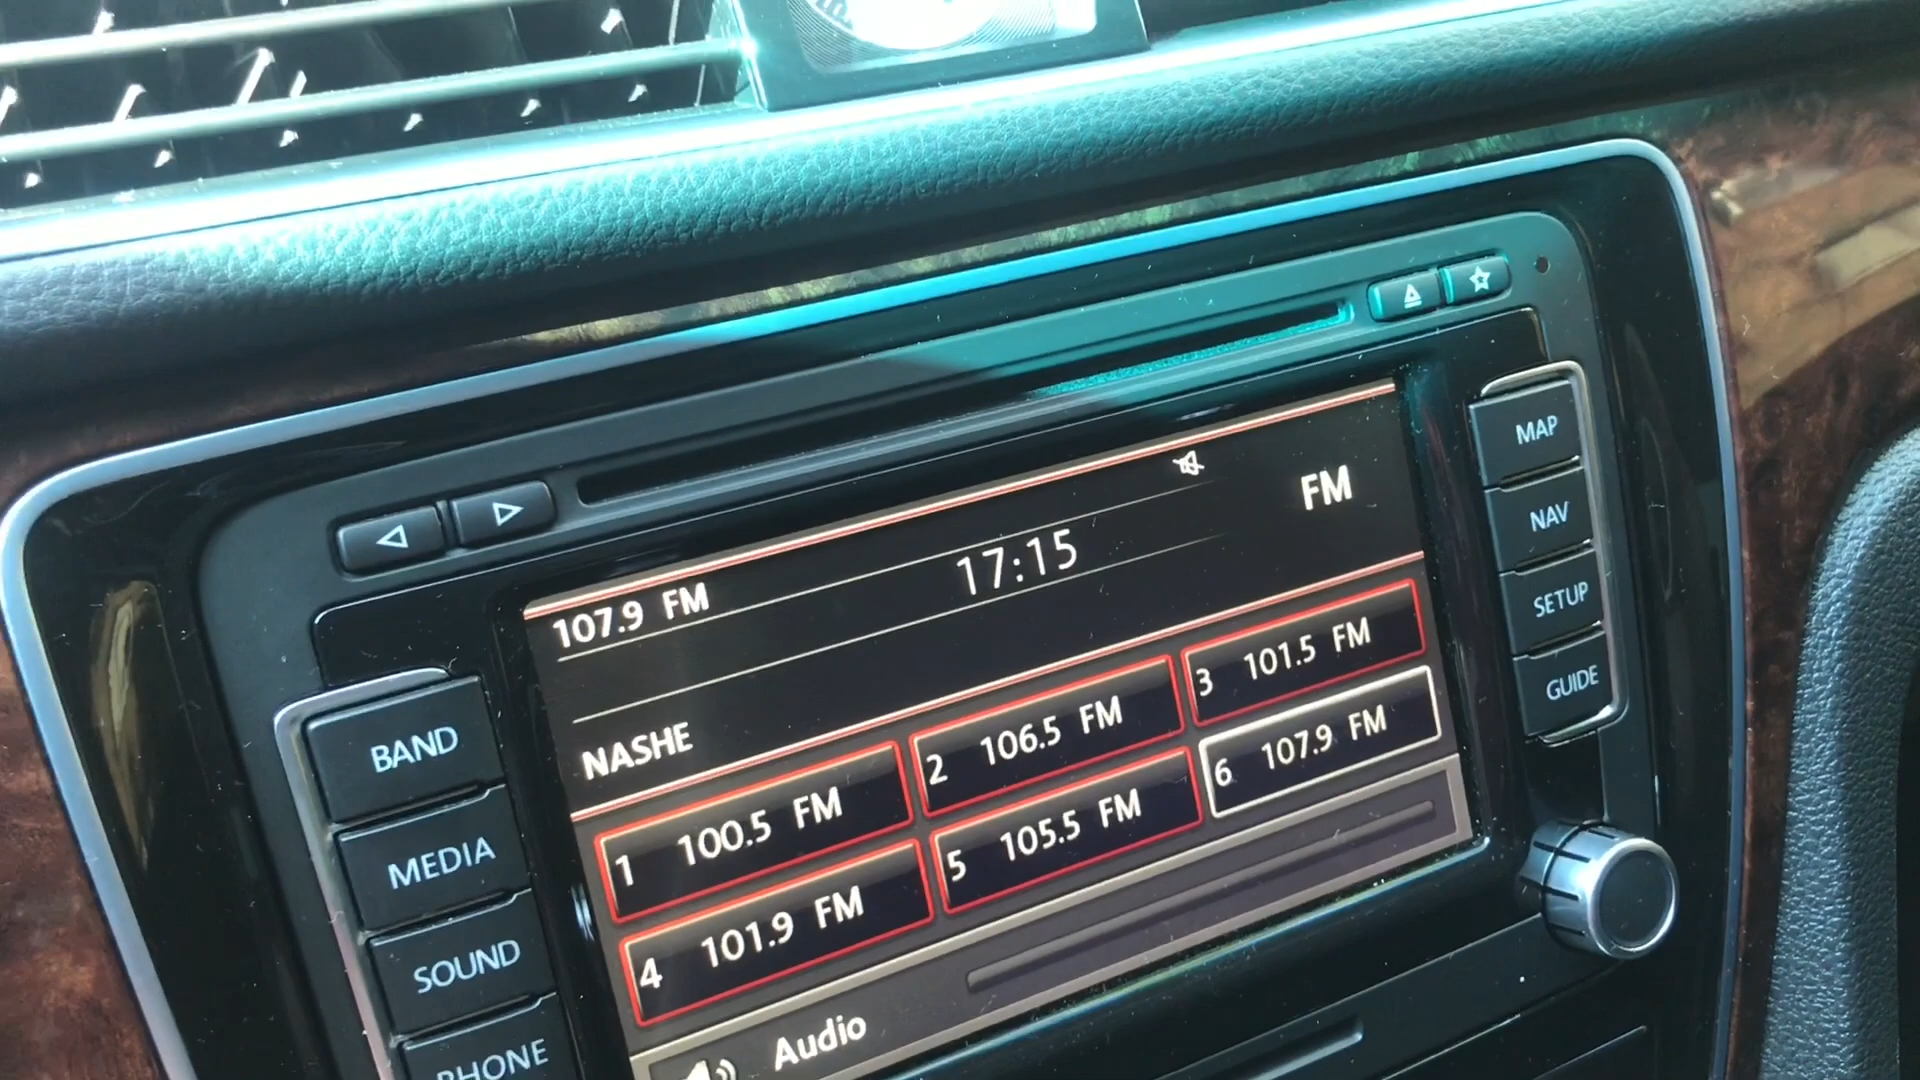 MAP
FM
17:15
107.9 FM
NAV
SETUP
NASHE
3 101.5 FM
GUIDE
2 106.5 FM
1 100.5 FM
6 107.9 FM
5 105.5 FM
4 101.9 FM
Audio
BAND
MEDIA
SOUND
PHONE